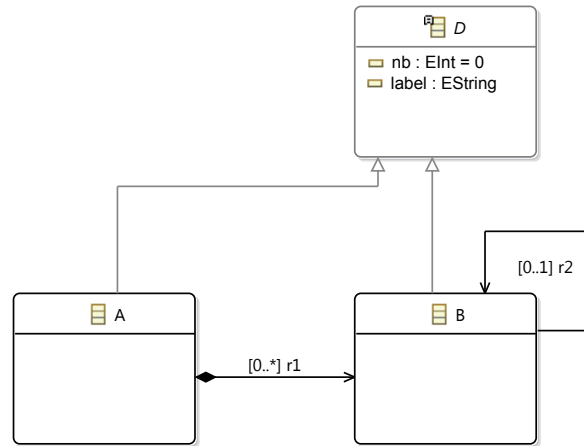 D
nb : EInt = 0
label : EString
[0..1] r2
A
B
[0..*] r1